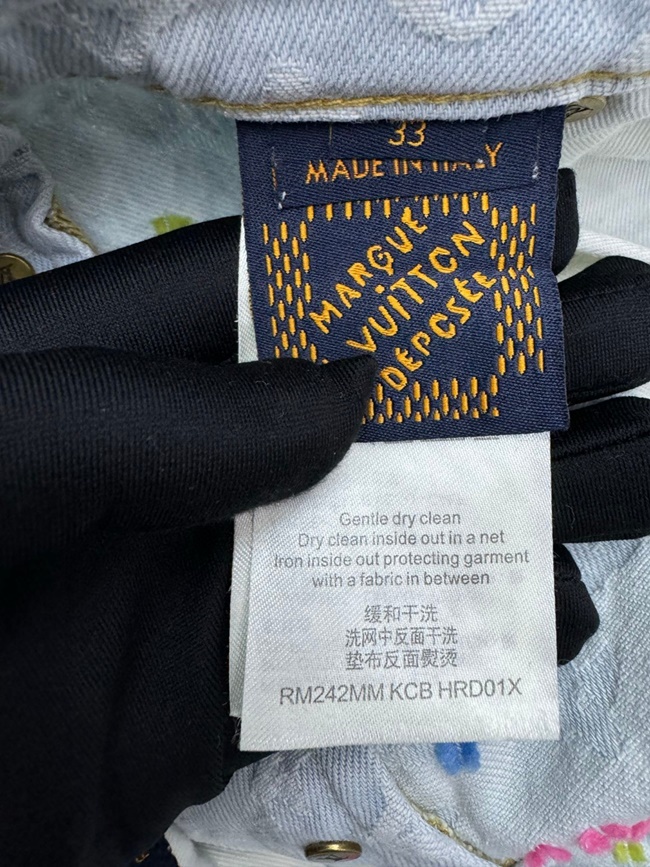 33
MADE IN ITALY
MARQUE
L. VUITTON
DÉPOSÉE
Gentle dry clean
Dry clean inside out in a net
Iron inside out protecting garment
with a fabric in between
缓和干洗
洗网中反面干洗
垫布反面熨烫
RM242MM KCB HRD01X